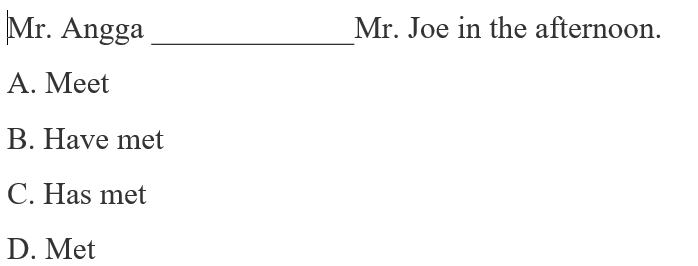 Mr. Angga _____________Mr. Joe in the afternoon.
A. Meet
B. Have met
C. Has met
D. Met